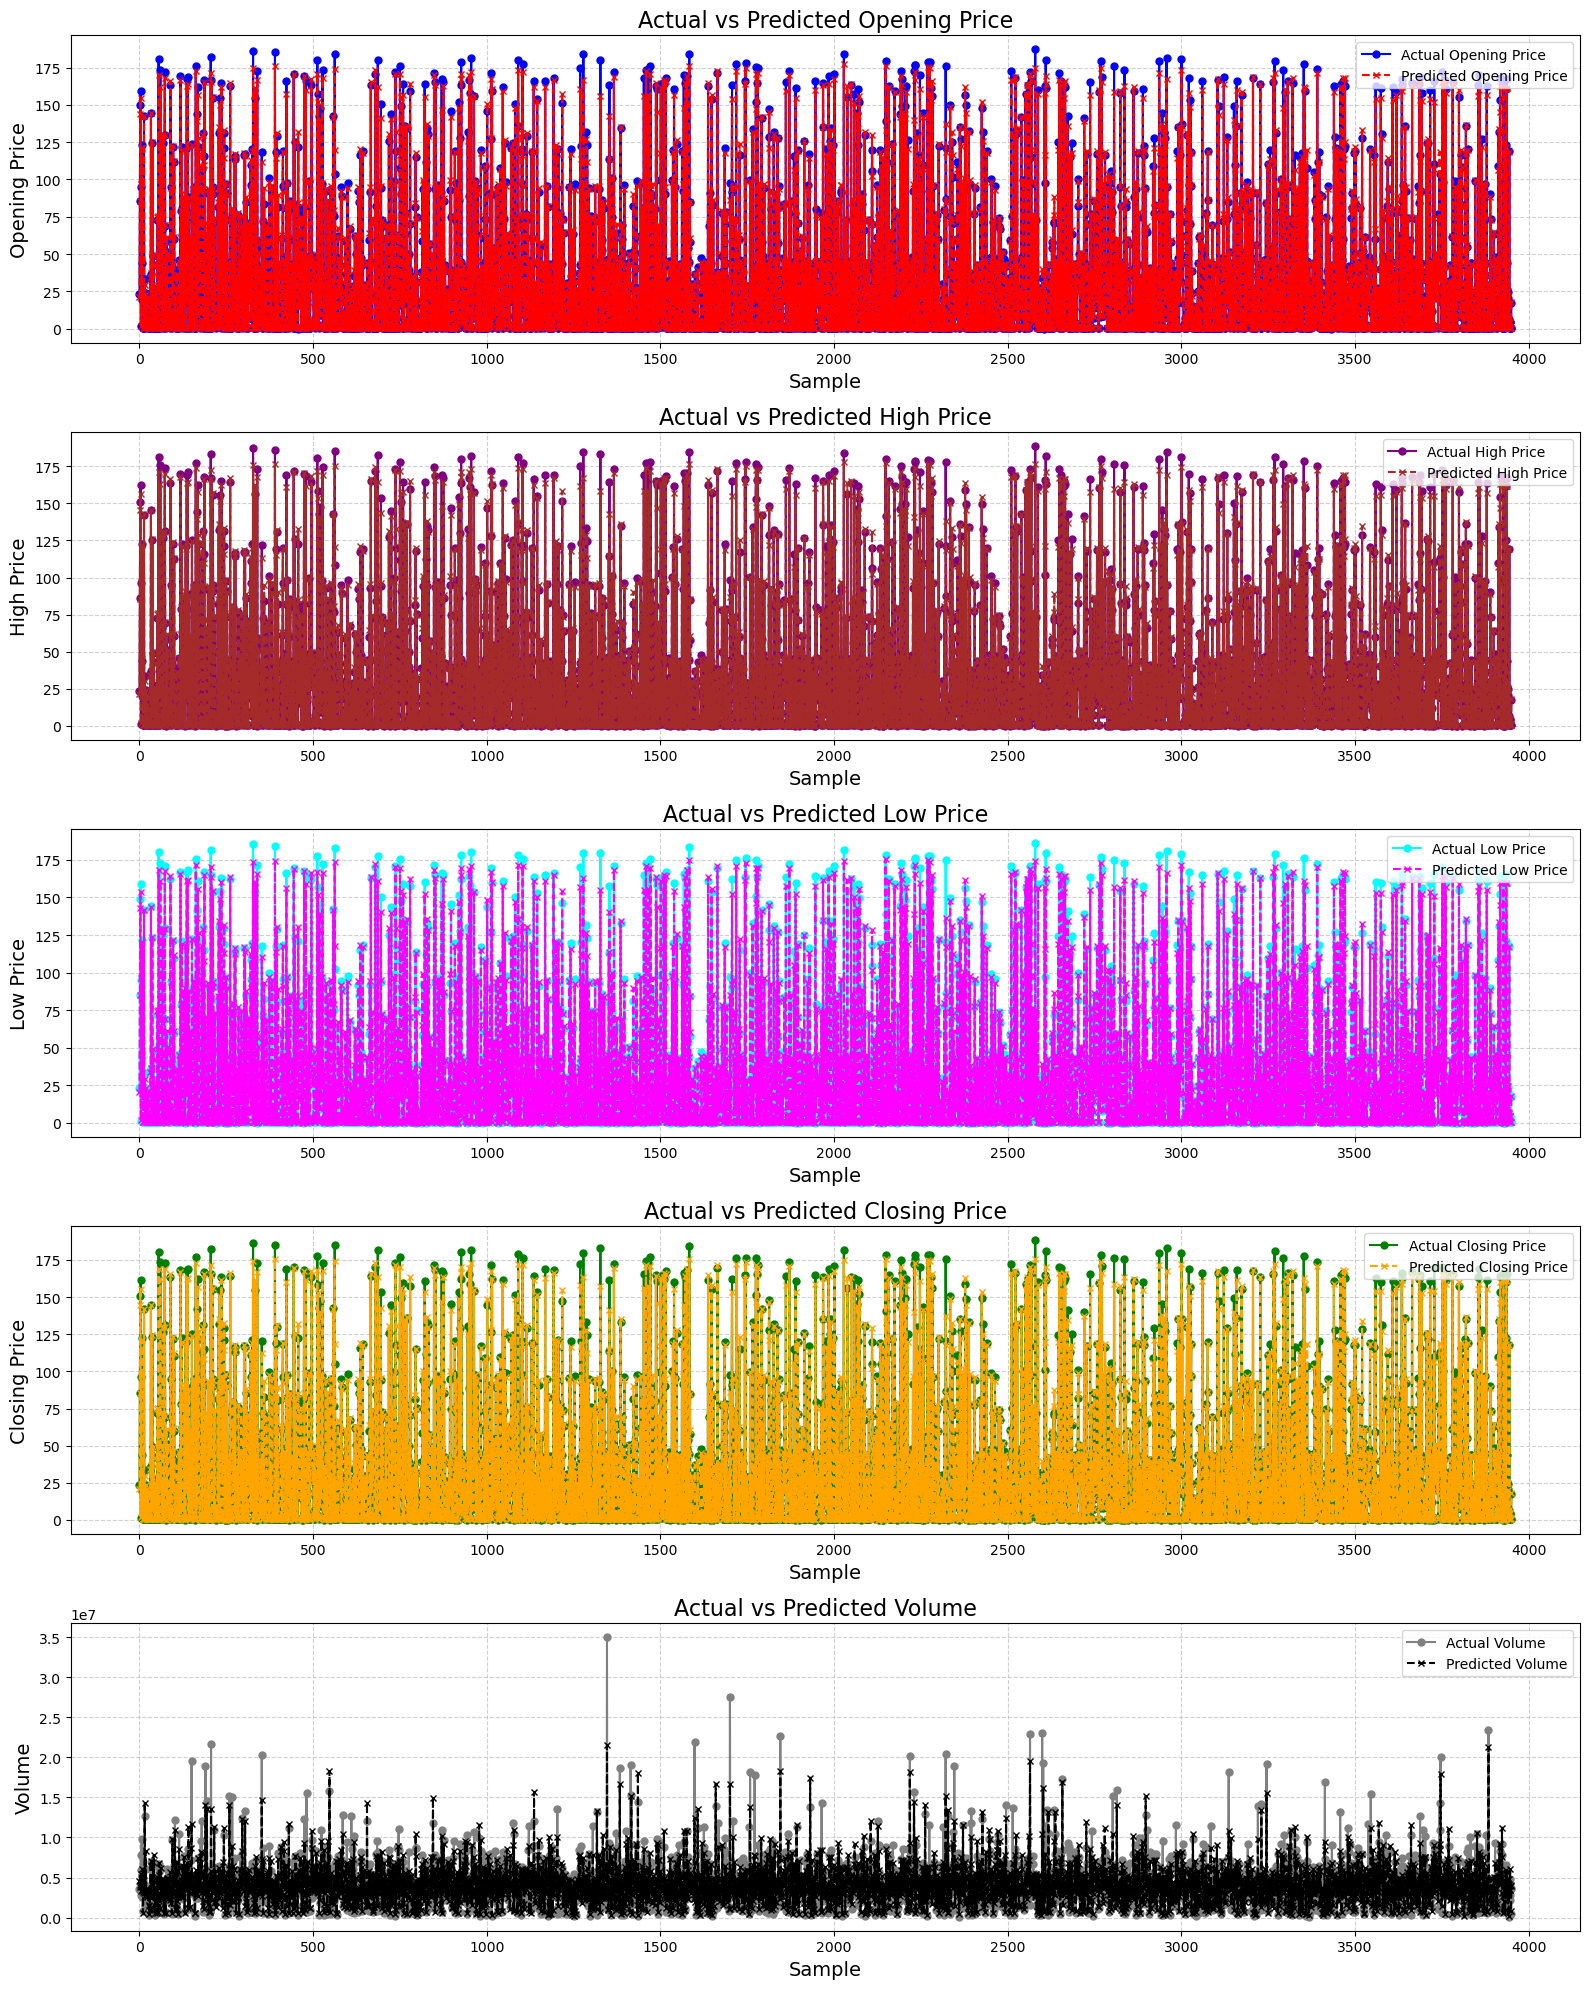 Actual vs Predicted Opening Price
Opening Price
175
150
125
100
75
50
25
0
Actual Opening Price
Predicted Opening Price
0 500 1000 1500 2000 2500 3000 3500 4000
Sample
Actual vs Predicted High Price
High Price
175
150
125
100
75
50
25
0
Actual High Price
Predicted High Price
0 500 1000 1500 2000 2500 3000 3500 4000
Sample
Actual vs Predicted Low Price
Low Price
175
150
125
100
75
50
25
0
Actual Low Price
Predicted Low Price
0 500 1000 1500 2000 2500 3000 3500 4000
Sample
Actual vs Predicted Closing Price
Closing Price
175
150
125
100
75
50
25
0
Actual Closing Price
Predicted Closing Price
0 500 1000 1500 2000 2500 3000 3500 4000
Sample
Actual vs Predicted Volume
1e7
Volume
3.5
3.0
2.5
2.0
1.5
1.0
0.5
0.0
Actual Volume
Predicted Volume
0 500 1000 1500 2000 2500 3000 3500 4000
Sample